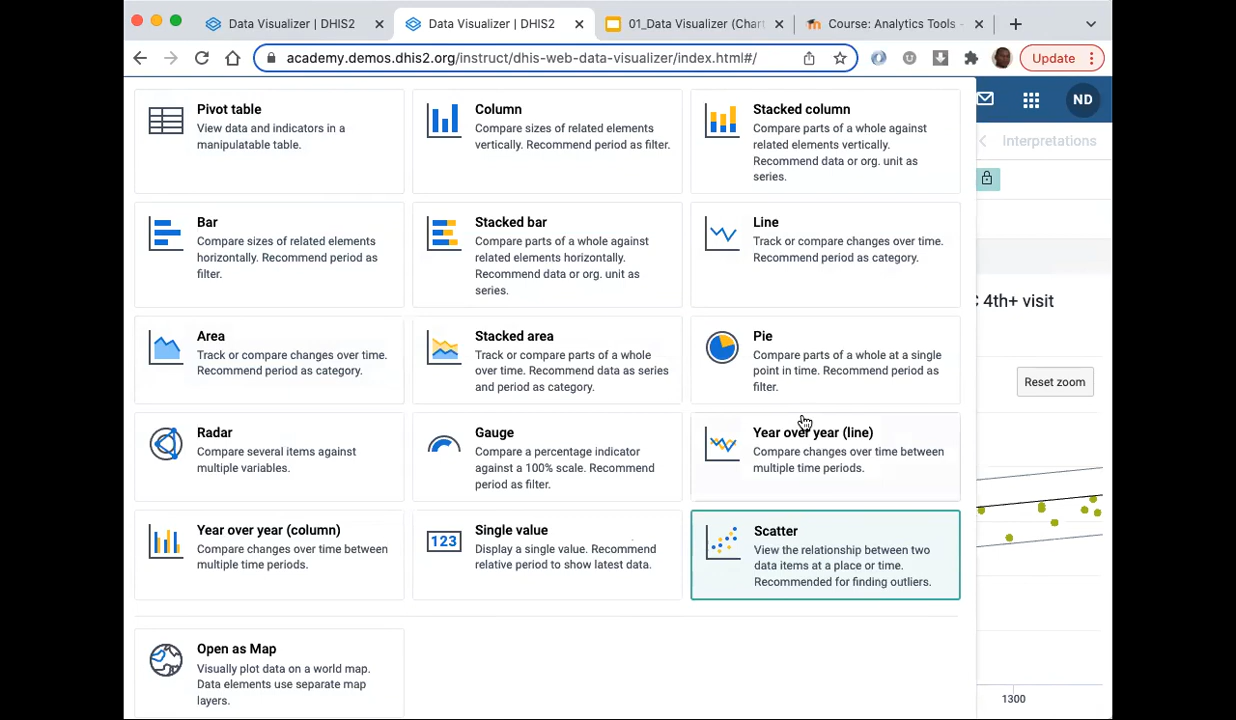 Data Visualizer | DHIS2
Data Visualizer | DHIS2
01_Data Visualizer (Char
Course: Analytics Tools -
academy.demos.dhis2.org/instruct/dhis-web-data-visualizer/index.html#/
Update
ND
Interpretations
Pivot table
View data and indicators in a
manipulatable table.
Column
Compare sizes of related elements
vertically. Recommend period as filter.
Stacked column
Compare parts of a whole against
related elements vertically.
Recommend data or org. unit as
series.
Bar
Compare sizes of related elements
horizontally. Recommend period as
filter.
Stacked bar
Compare parts of a whole against
related elements horizontally.
Recommend data or org. unit as
series.
Line
Track or compare changes over time.
Recommend period as category.
Area
Track or compare changes over time.
Recommend period as category.
Stacked area
Track or compare parts of a whole
over time. Recommend data as series
and period as category.
Pie
Compare parts of a whole at a single
point in time. Recommend period as
filter.
Radar
Compare several items against
multiple variables.
Gauge
Compare a percentage indicator
against a 100% scale. Recommend
period as filter.
Year over year (line)
Compare changes over time between
multiple time periods.
Year over year (column)
Compare changes over time between
multiple time periods.
123
Single value
Display a single value. Recommend
relative period to show latest data.
Scatter
View the relationship between two
data items at a place or time.
Recommended for finding outliers.
Open as Map
Visually plot data on a world map.
Data elements use separate map
layers.
4th+ visit
Reset zoom
1300